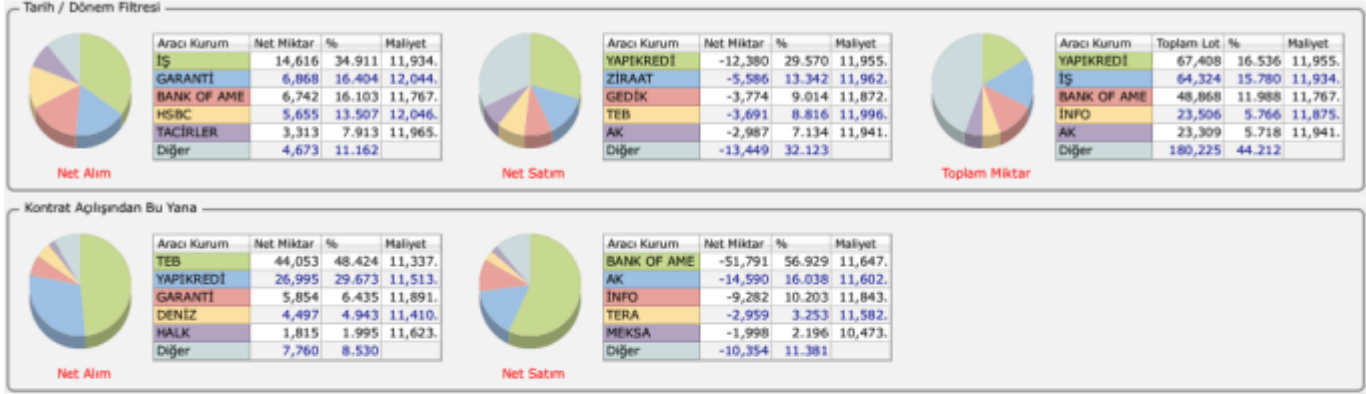 Tarih / Dönem Filtresi
Aracı Kurum Net Miktar % Maliyet
İŞ 14,616 34.911 11,934.
GARANTİ 6,868 16.404 12,044.
BANK OF AME 6,742 16.103 11,767.
HSBC 5,655 13.507 12,046.
TACİRLER 3,313 7.913 11,965.
Diğer 4,673 11.162
Net Alım
Aracı Kurum Net Miktar % Maliyet
YAPIKREDİ -12,380 29.570 11,955.
ZİRAAT -5,586 13.342 11,962.
GEDİK -3,774 9.014 11,872.
TEB -3,691 8.816 11,996.
AK -2,987 7.134 11,941.
Diğer -13,449 32.123
Net Satım
Aracı Kurum Toplam Lot % Maliyet
YAPIKREDİ 67,408 16.536 11,955.
İŞ 64,324 15.780 11,934.
BANK OF AME 48,868 11.988 11,767.
İNFO 23,506 5.766 11,875.
AK 23,309 5.718 11,941.
Diğer 180,225 44.212
Toplam Miktar
Kontrat Açılışından Bu Yana
Aracı Kurum Net Miktar % Maliyet
TEB 44,053 48.424 11,337.
YAPIKREDİ 26,995 29.673 11,513.
GARANTİ 5,854 6.435 11,891.
DENİZ 4,497 4.943 11,410.
HALK 1,815 1.995 11,623.
Diğer 7,760 8.530
Net Alım
Aracı Kurum Net Miktar % Maliyet
BANK OF AME -51,791 56.929 11,647.
AK -14,590 16.038 11,602.
İNFO -9,282 10.203 11,843.
TERA -2,959 3.253 11,582.
MEKSA -1,998 2.196 10,473.
Diğer -10,354 11.381
Net Satım